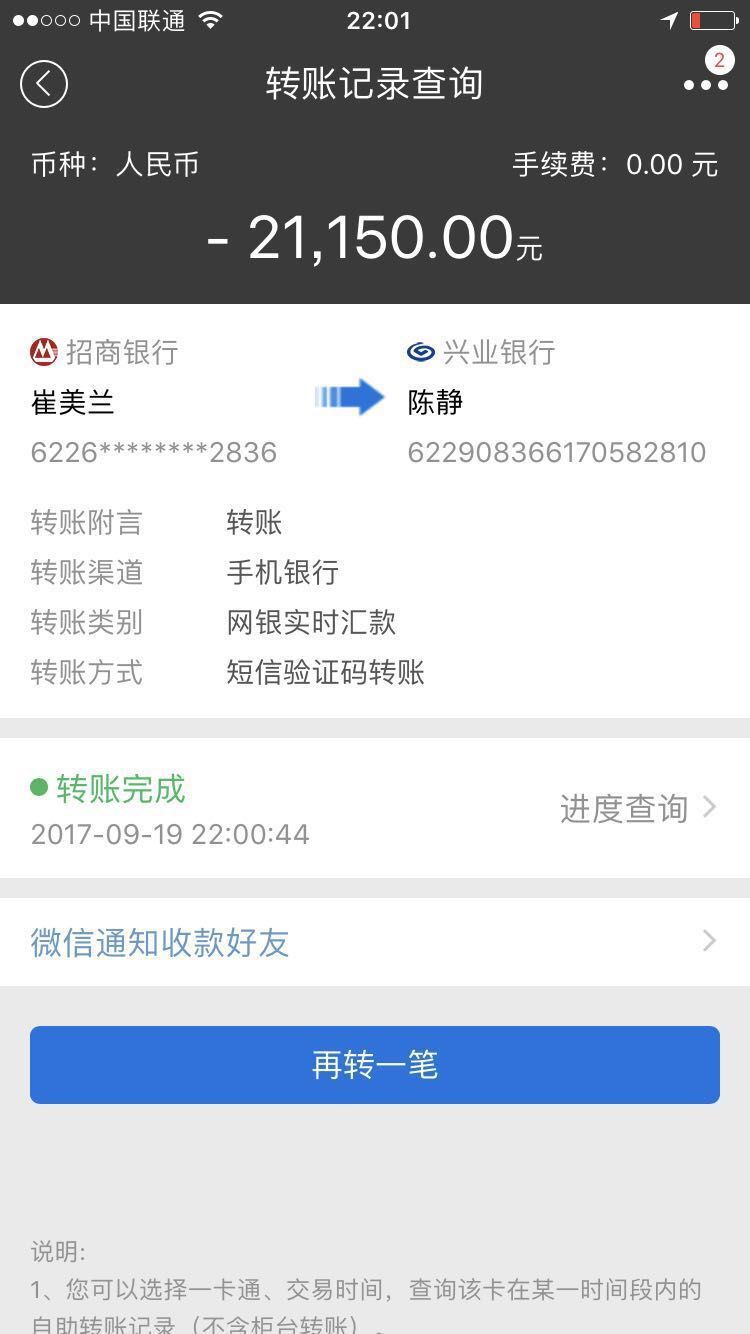 中国联通 22:01
转账记录查询
2
币种：人民币 手续费：0.00 元
- 21,150.00元
招商银行 兴业银行
崔美兰 陈静
6226********2836 622908366170582810
转账附言 转账
转账渠道 手机银行
转账类别 网银实时汇款
转账方式 短信验证码转账
转账完成
2017-09-19 22:00:44
进度查询
微信通知收款好友
再转一笔
说明:
1、您可以选择一卡通、交易时间，查询该卡在某一时间段内的
自助转账记录（不含柜台转账）。